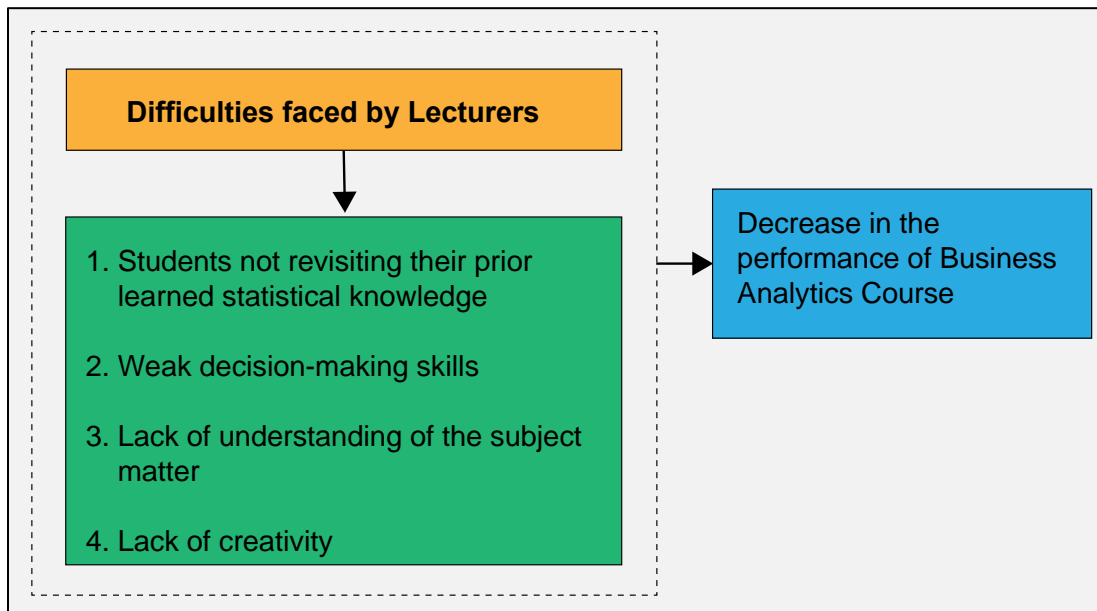 Difficulties faced by Lecturers
1. Students not revisiting their prior
learned statistical knowledge
2. Weak decision-making skills
3. Lack of understanding of the subject
matter
4. Lack of creativity
Decrease in the
performance of Business
Analytics Course